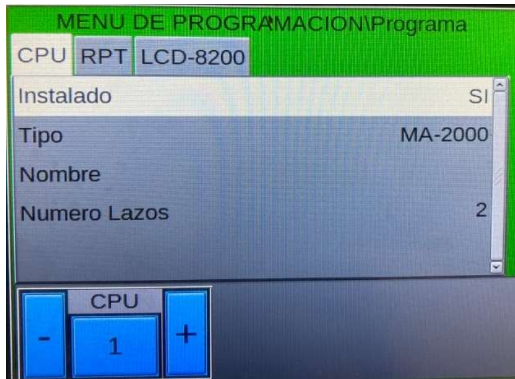 MENU DE PROGRAMACION\Programa
CPU RPT LCD-8200
Instalado SI
Tipo MA-2000
Nombre
Numero Lazos 2
CPU
- 1 +